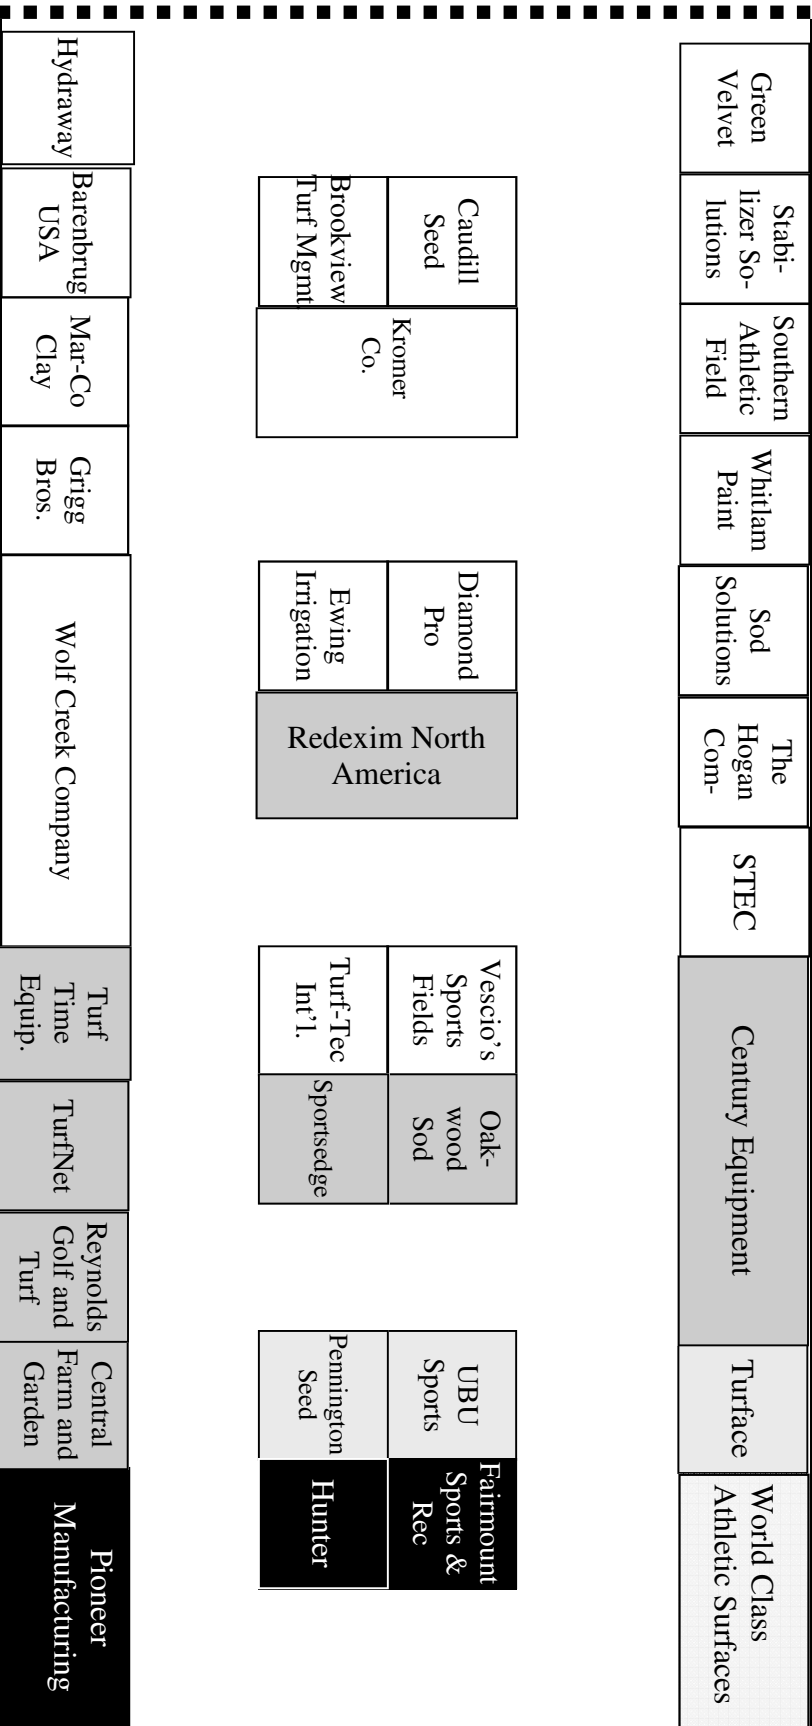 Hydraway
Barenbrug
USA
Mar-Co
Clay
Grigg
Bros.
Wolf Creek Company
Turf
Time
Equip.
TurfNet
Reynolds
Golf and
Turf
Central
Farm and
Garden
Pioneer
Manufacturing
Brookview
Turf Mgmt
Caudill
Seed
Kromer
Co.
Ewing
Irrigation
Diamond
Pro
Redexim North
America
Turf-Tec
Int'l.
Vescio's
Sports
Fields
Sportsedge
Oak-
wood
Sod
Pennington
Seed
UBU
Sports
Hunter
Fairmount
Sports &
Rec
Green
Velvet
Stabi-
lizer So-
lutions
Southern
Athletic
Field
Whitlam
Paint
Sod
Solutions
The
Hogan
Com-
STEC
Century Equipment
Turface
World Class
Athletic Surfaces